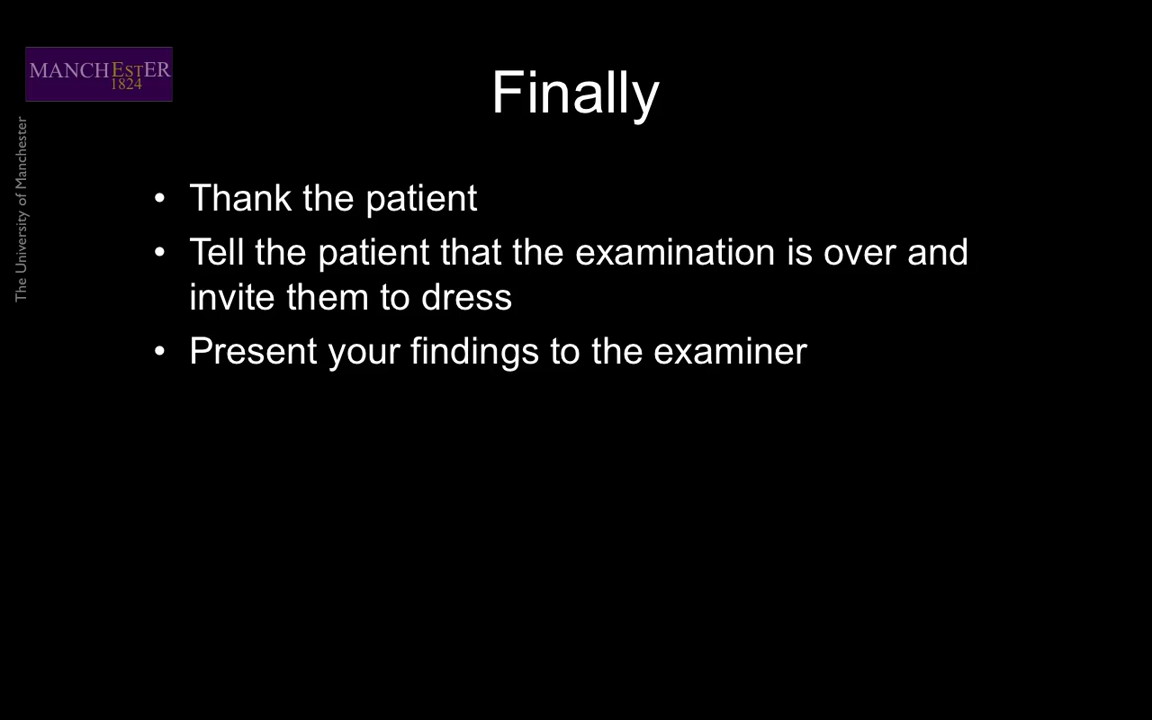 MANCHEstER
1824
The University of Manchester
Finally
• Thank the patient
• Tell the patient that the examination is over and
invite them to dress
• Present your findings to the examiner